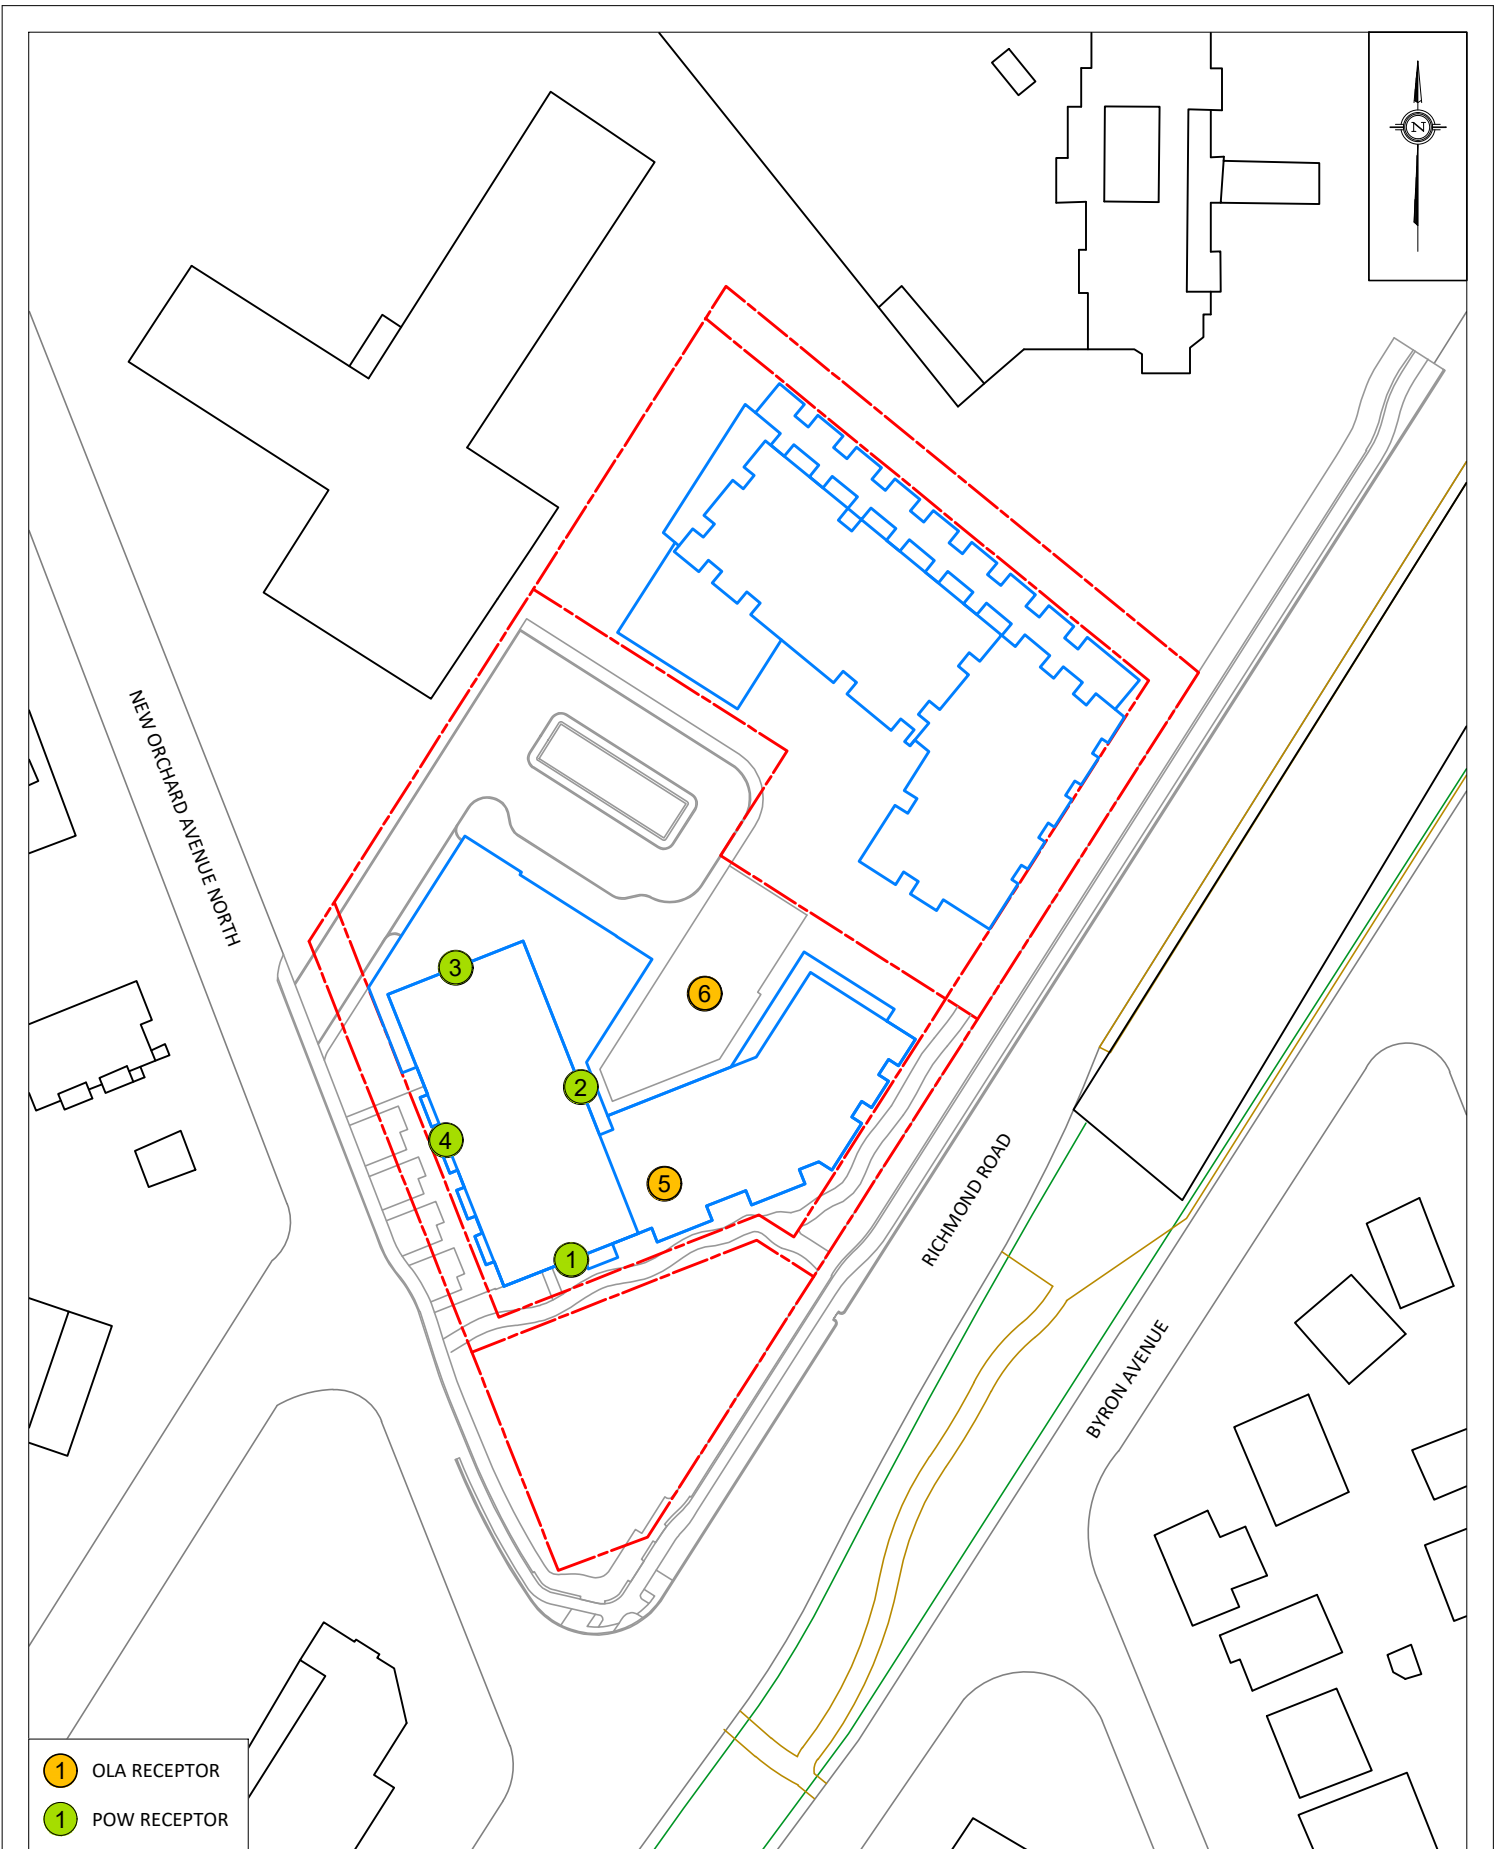 N
NEW ORCHARD AVENUE NORTH
3
6
2
4
5
1
RICHMOND ROAD
BYRON AVENUE
1 OLA RECEPTOR
1 POW RECEPTOR